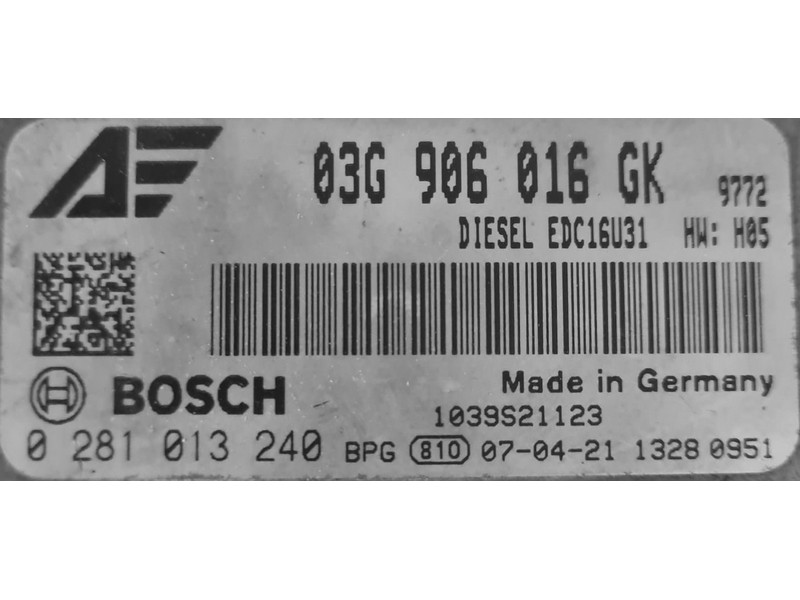 AE
03G 906 016 GK 9772
DIESEL EDC16U31 HW: H05
BOSCH
Made in Germany
1039S21123
0 281 013 240 BPG 810 07-04-21 1328 0951